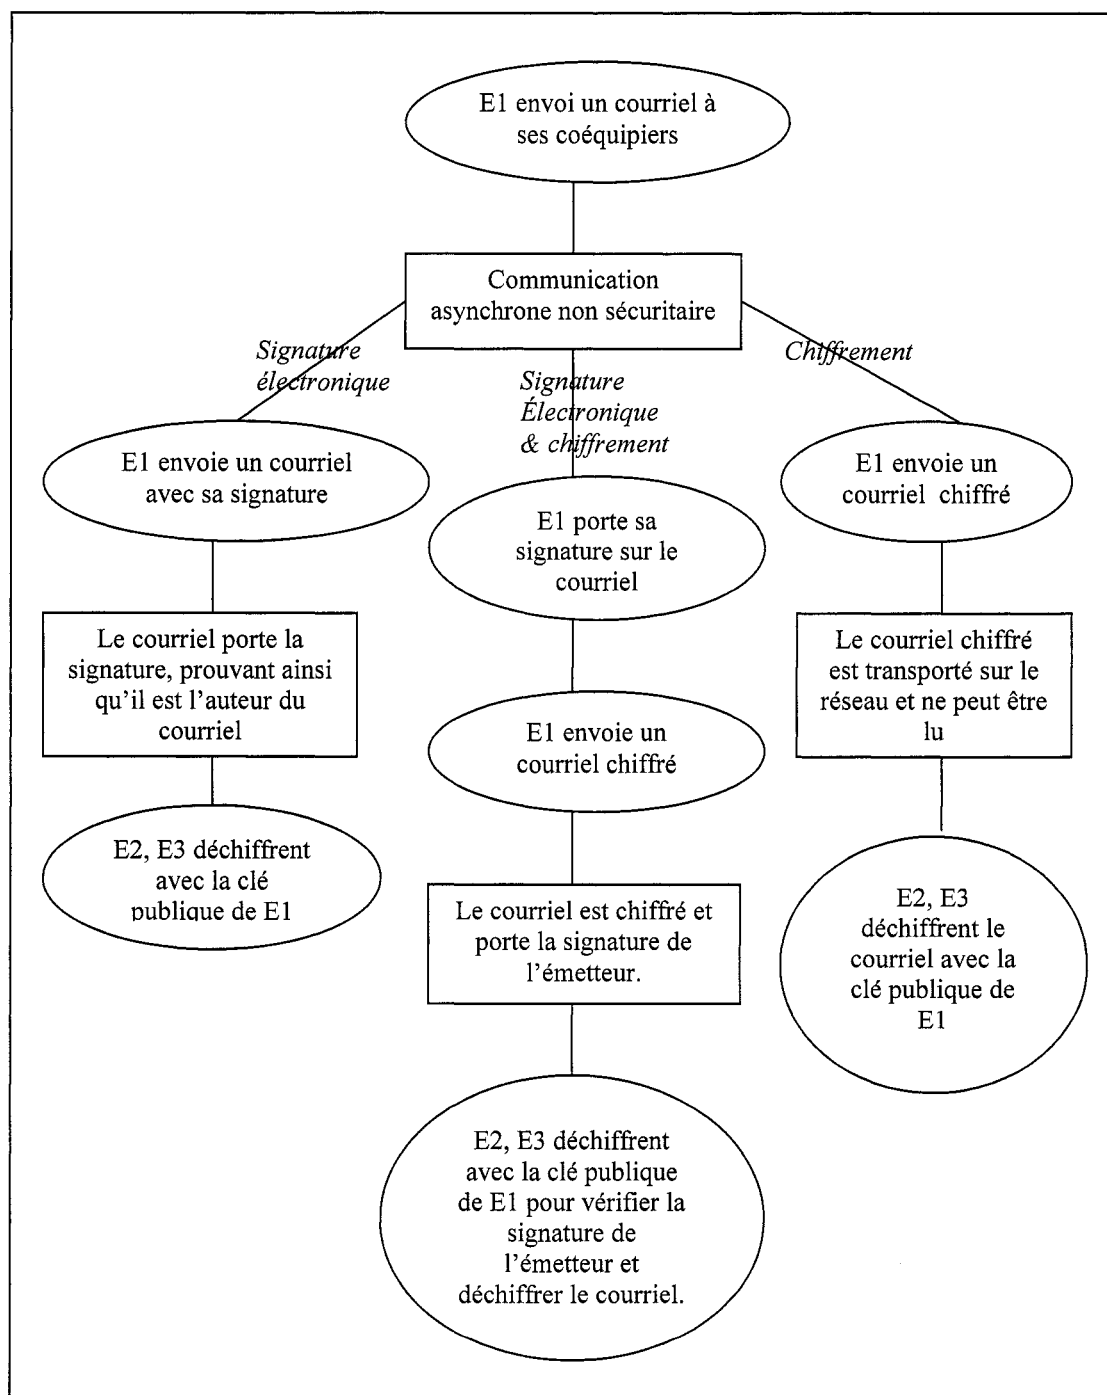 E1 envoi un courriel à
ses coéquipiers
Communication
asynchrone non sécuritaire
Signature
électronique
Signature
Électronique
& chiffrement
Chiffrement
E1 envoie un courriel
avec sa signature
E1 porte sa
signature sur le
courriel
E1 envoie un
courriel chiffré
Le courriel porte la
signature, prouvant ainsi
qu'il est l'auteur du
courriel
E1 envoie un
courriel chiffré
Le courriel chiffré
est transporté sur le
réseau et ne peut être
lu
E2, E3 déchiffrent
avec la clé
publique de E1
Le courriel est chiffré et
porte la signature de
l'émetteur.
E2, E3
déchiffrent le
courriel avec la
clé publique de
E1
E2, E3 déchiffrent
avec la clé publique
de E1 pour vérifier la
signature de
l'émetteur et
déchiffrer le courriel.